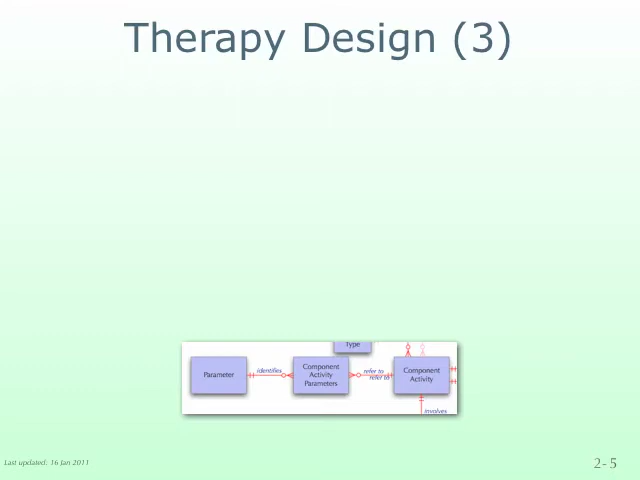 Therapy Design (3)
Type
Parameter
identifies
Component
Activity
Parameters
refer to
refer to
Component
Activity
involves
Last updated: 16 Jan 2011
2-5